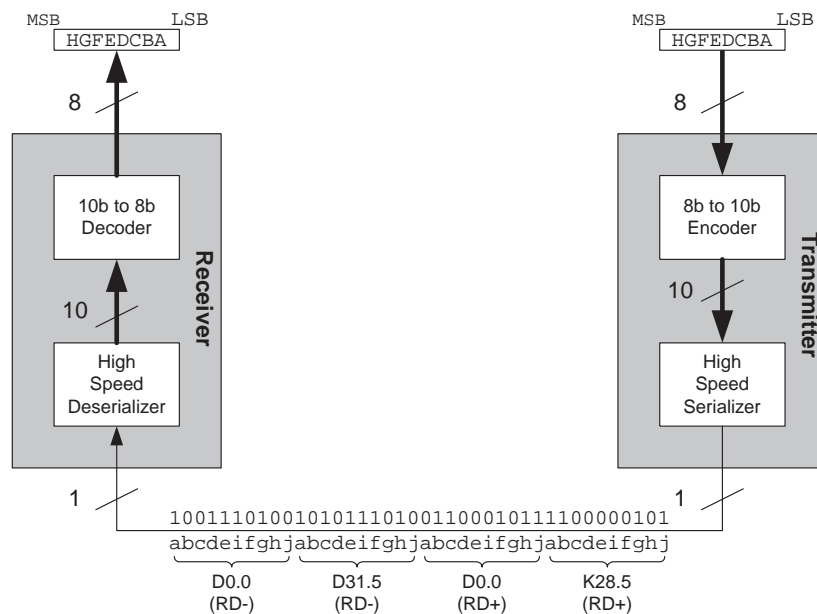 MSB LSB
HGFEDCBA
8
10b to 8b
Decoder
10
High
Speed
Deserializer
Receiver
1
MSB LSB
HGFEDCBA
8
8b to 10b
Encoder
10
High
Speed
Serializer
Transmitter
1
1001110100101011101001100010111100000101
abcdeifghjabcdeifghjabcdeifghjabcdeifghj
D0.0 D31.5 D0.0 K28.5
(RD-) (RD-) (RD+) (RD+)